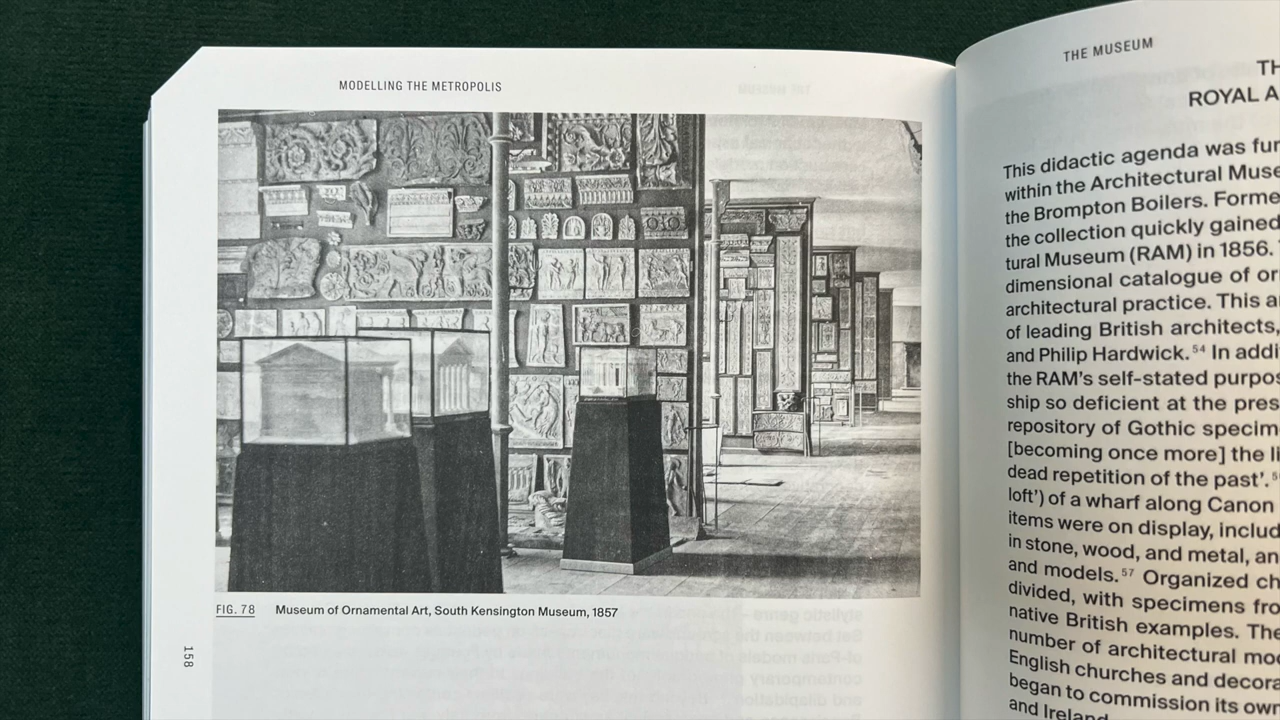 MODELLING THE METROPOLIS
FIG. 78 Museum of Ornamental Art, South Kensington Museum, 1857
158
THE MUSEUM
TH
ROYAL A
This didactic agenda was fur
within the Architectural Muse
the Brompton Boilers. Forme
the collection quickly gained
tural Museum (RAM) in 1856.
dimensional catalogue of or
architectural practice. This a
of leading British architects,
and Philip Hardwick.⁵⁴ In addi
the RAM's self-stated purpos
ship so deficient at the pres
repository of Gothic specim
[becoming once more] the li
dead repetition of the past'.⁵
loft') of a wharf along Canon
items were on display, includ
in stone, wood, and metal, an
and models.⁵⁷ Organized ch
divided, with specimens fro
native British examples. The
number of architectural mod
English churches and decora
began to commission its own
and Ireland